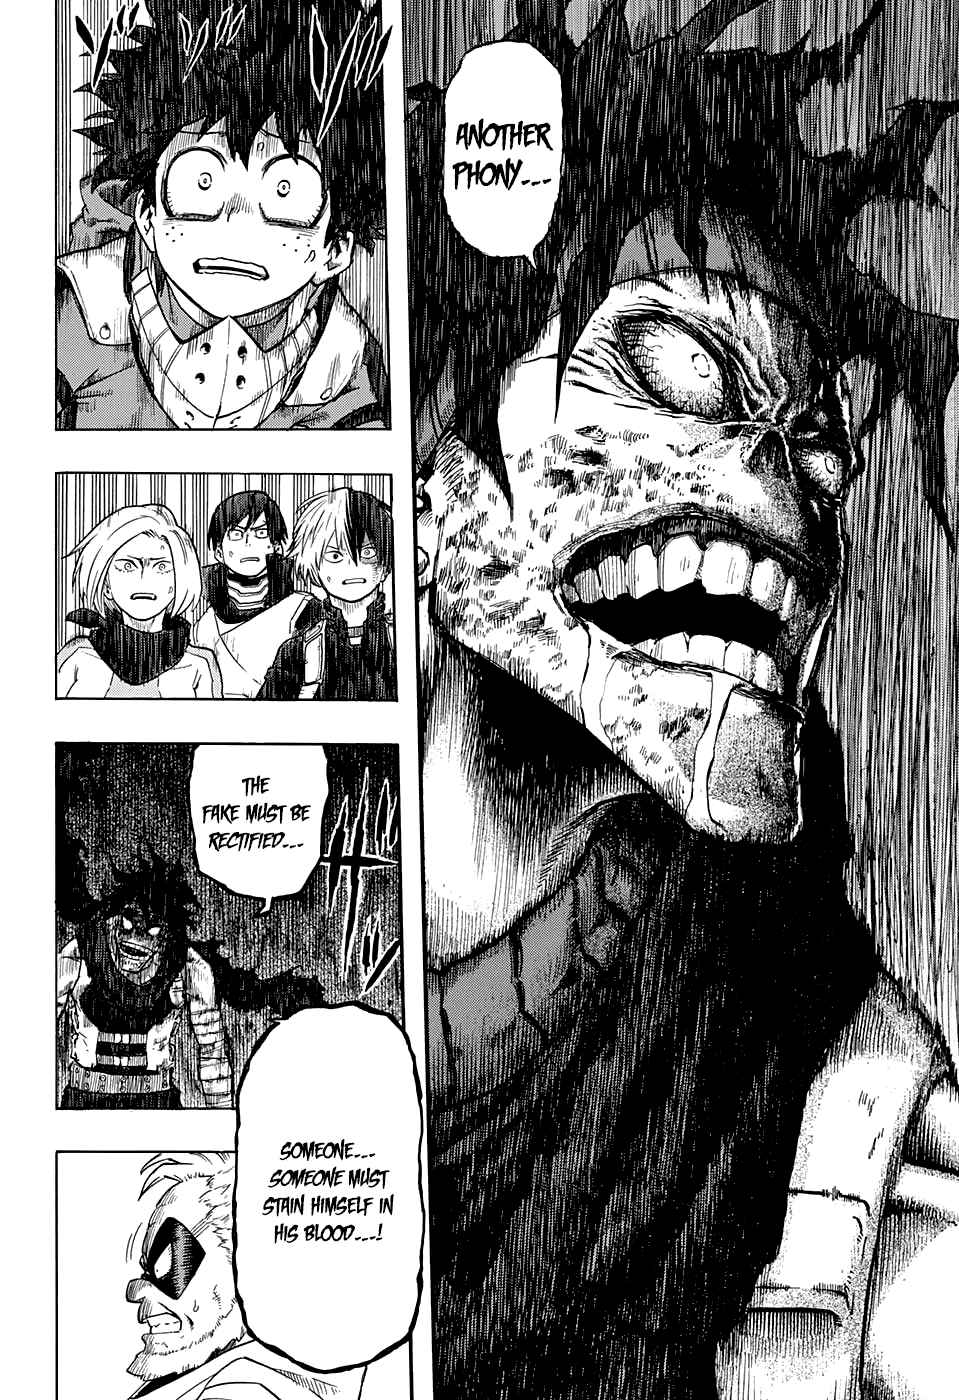 ANOTHER
PHONY...
THE
FAKE MUST BE
RECTIFIED...
SOMEONE...
SOMEONE MUST
STAIN HIMSELF IN
HIS BLOOD...!